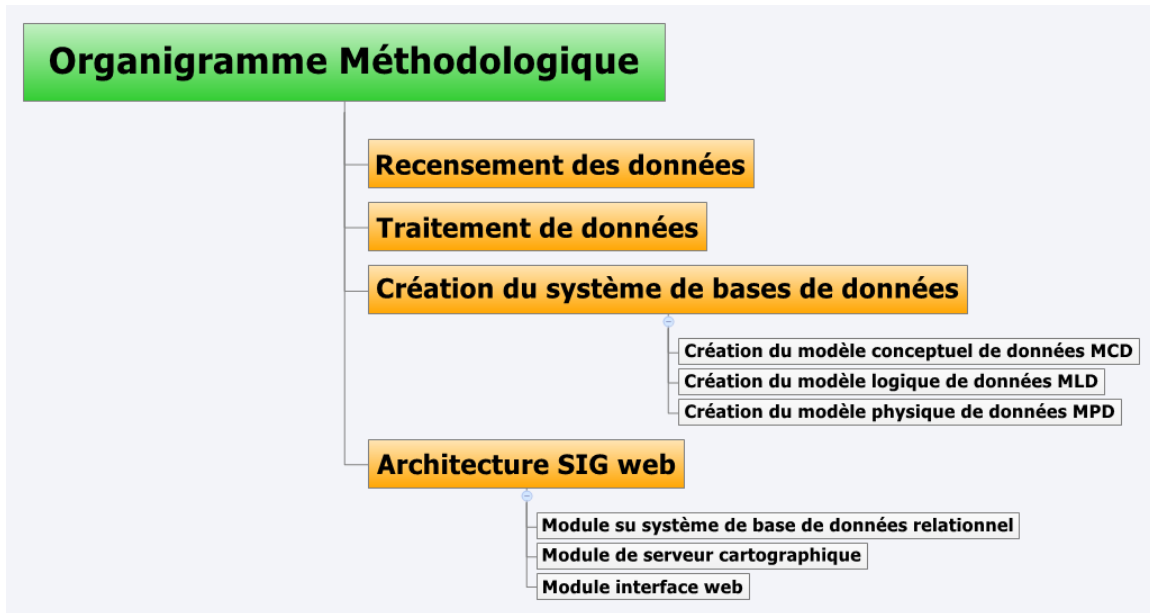 Organigramme Méthodologique
Recensement des données
Traitement de données
Création du système de bases de données
Création du modèle conceptuel de données MCD
Création du modèle logique de données MLD
Création du modèle physique de données MPD
Architecture SIG web
Module su système de base de données relationnel
Module de serveur cartographique
Module interface web